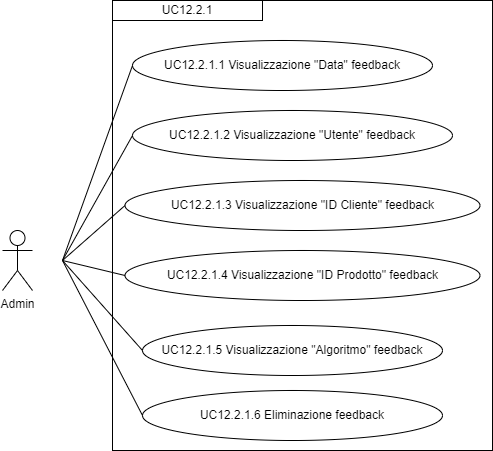 UC12.2.1
UC12.2.1.1 Visualizzazione "Data" feedback
UC12.2.1.2 Visualizzazione "Utente" feedback
UC12.2.1.3 Visualizzazione "ID Cliente" feedback
UC12.2.1.4 Visualizzazione "ID Prodotto" feedback
Admin
UC12.2.1.5 Visualizzazione "Algoritmo" feedback
UC12.2.1.6 Eliminazione feedback